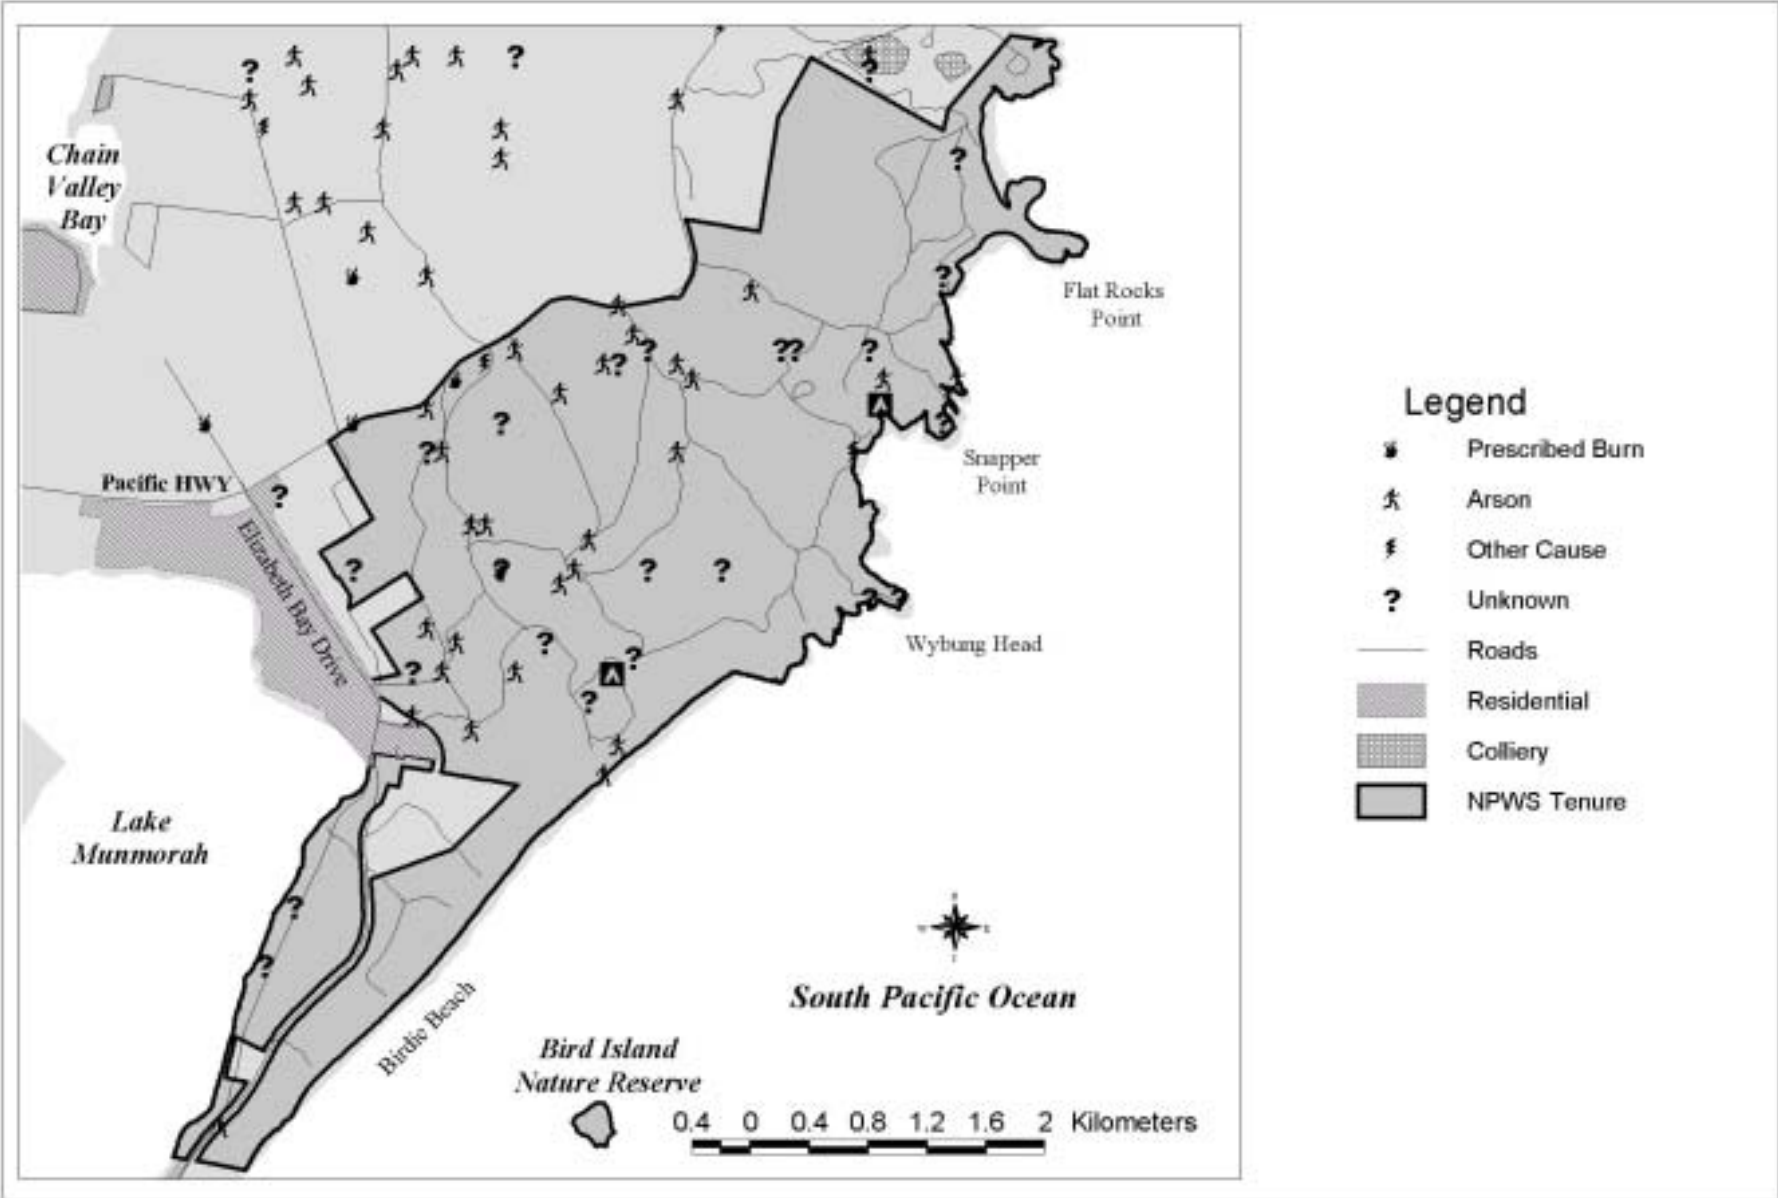 Chain
Valley
Bay
Flat Rocks
Point
Snapper
Point
Pacific HWY
Elizabeth Bay Drive
Wybung Head
Lake
Munmorah
Birdie Beach
South Pacific Ocean
Bird Island
Nature Reserve
0.4 0 0.4 0.8 1.2 1.6 2 Kilometers
Legend
Prescribed Burn
Arson
Other Cause
? Unknown
Roads
Residential
Colliery
NPWS Tenure